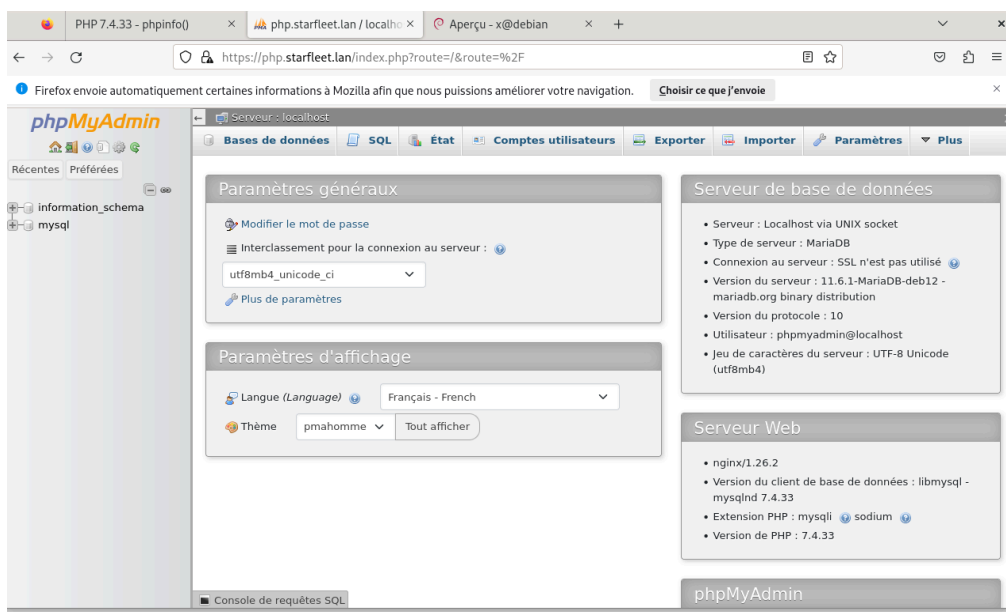 PHP 7.4.33 - phpinfo()
php.starfleet.lan / localho
Aperçu - x@debian
https://php.starfleet.lan/index.php?route=/&route=%2F
Firefox envoie automatiquement certaines informations à Mozilla afin que nous puissions améliorer votre navigation.
Choisir ce que j'envoie
phpMyAdmin
Récentes
Préférées
information_schema
mysql
Serveur : localhost
Bases de données
SQL
État
Comptes utilisateurs
Exporter
Importer
Paramètres
Plus
Paramètres généraux
Modifier le mot de passe
Interclassement pour la connexion au serveur :
utf8mb4_unicode_ci
Plus de paramètres
Paramètres d'affichage
Langue (Language)
Français - French
Thème
pmahomme
Tout afficher
Serveur de base de données
• Serveur : Localhost via UNIX socket
• Type de serveur : MariaDB
• Connexion au serveur : SSL n'est pas utilisé
• Version du serveur : 11.6.1-MariaDB-deb12 -
mariadb.org binary distribution
• Version du protocole : 10
• Utilisateur : phpmyadmin@localhost
• Jeu de caractères du serveur : UTF-8 Unicode
(utf8mb4)
Serveur Web
• nginx/1.26.2
• Version du client de base de données : libmysql -
mysqlnd 7.4.33
• Extension PHP : mysqli sodium
• Version de PHP : 7.4.33
phpMyAdmin
Console de requêtes SQL